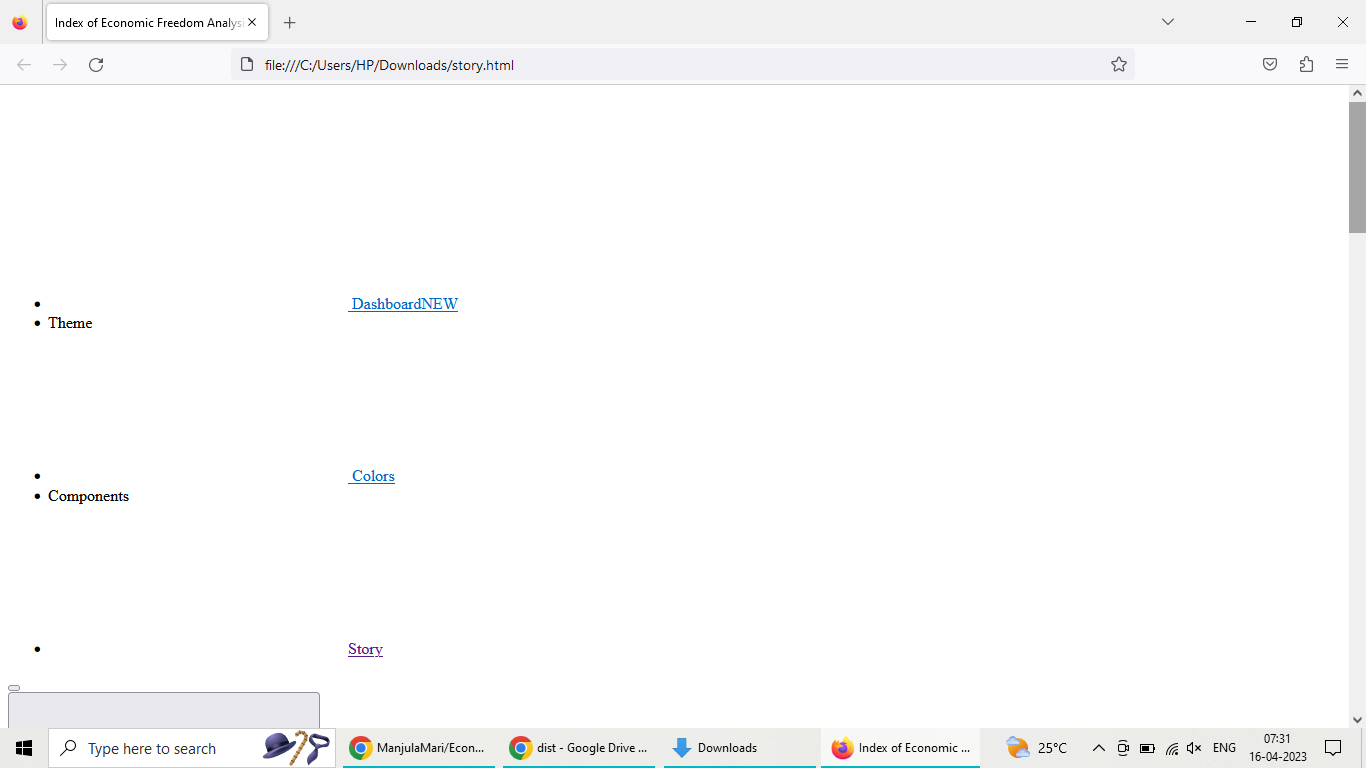 Index of Economic Freedom Analys
file:///C:/Users/HP/Downloads/story.html
DashboardNEW
Theme
Colors
Components
Story
Type here to search
ManjulaMari/Econ...
dist - Google Drive ...
Downloads
Index of Economic ...
25°C
ENG
07:31
16-04-2023